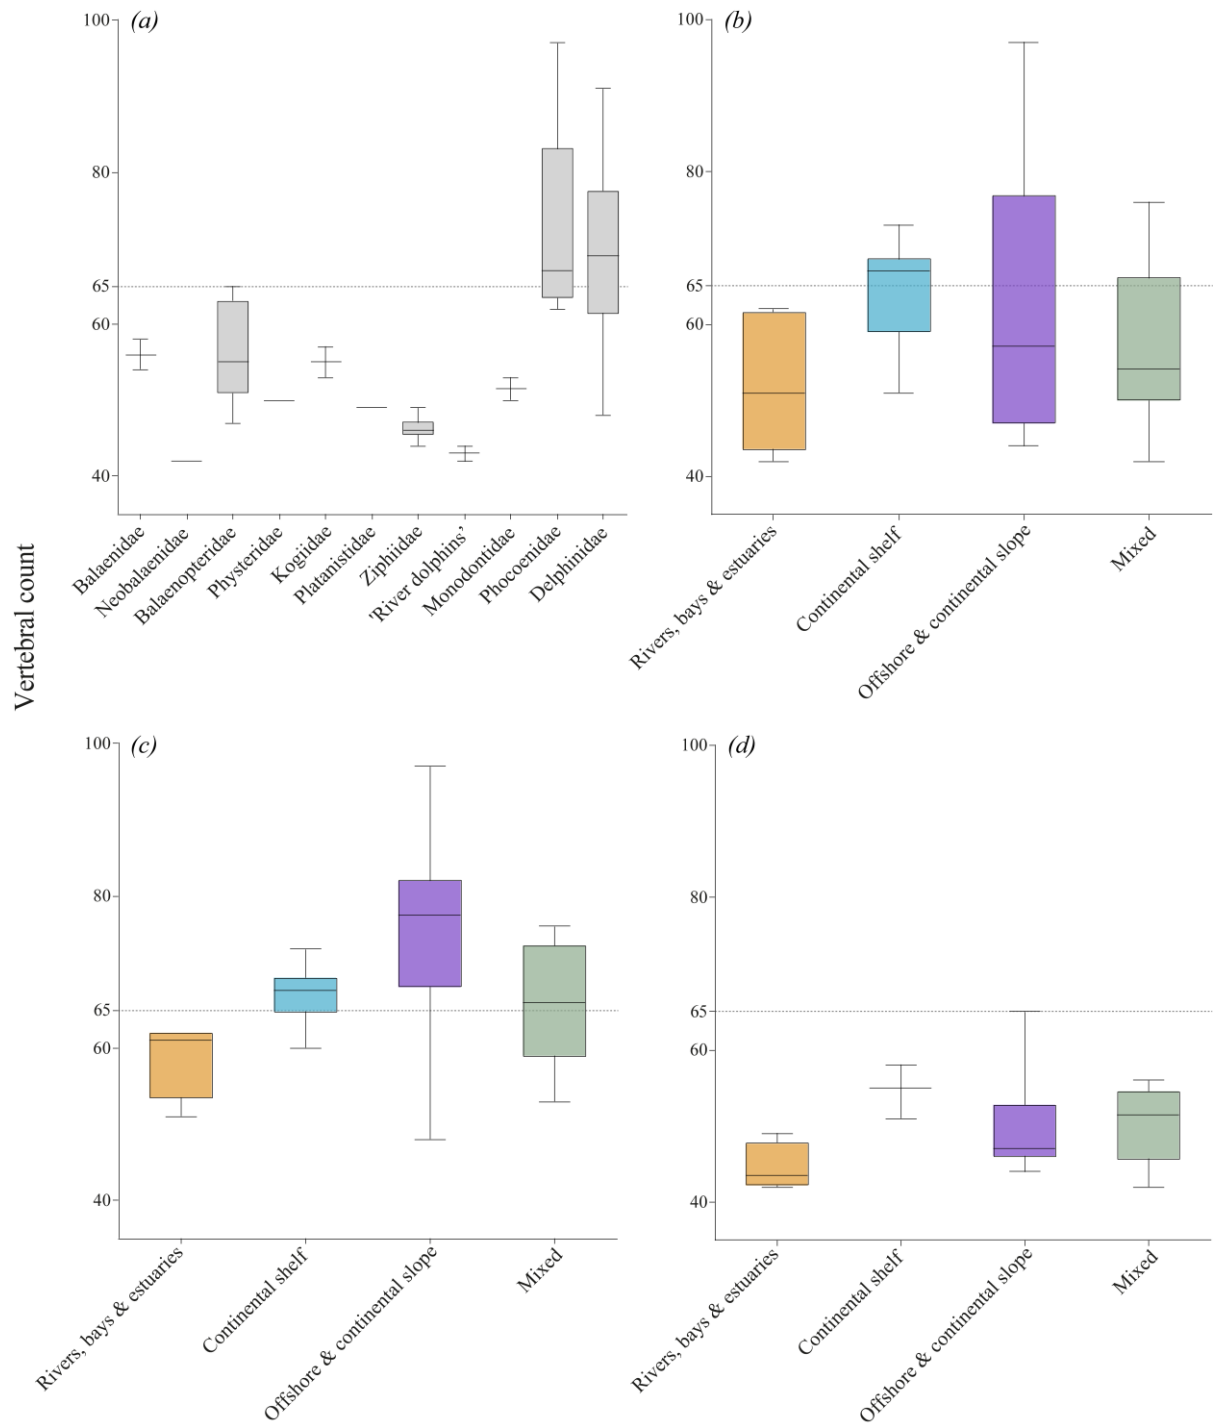 Vertebral count
(a)
100
80
65
60
40
Balaenidae
Neobalaenidae
Balaenopteridae
Physteridae
Kogiidae
Platanistidae
Ziphiidae
'River dolphins'
Monodontidae
Phocoenidae
Delphinidae
(b)
100
80
65
60
40
Rivers, bays & estuaries
Continental shelf
Offshore & continental slope
Mixed
(c)
100
80
65
60
40
Rivers, bays & estuaries
Continental shelf
Offshore & continental slope
Mixed
(d)
100
80
65
60
40
Rivers, bays & estuaries
Continental shelf
Offshore & continental slope
Mixed